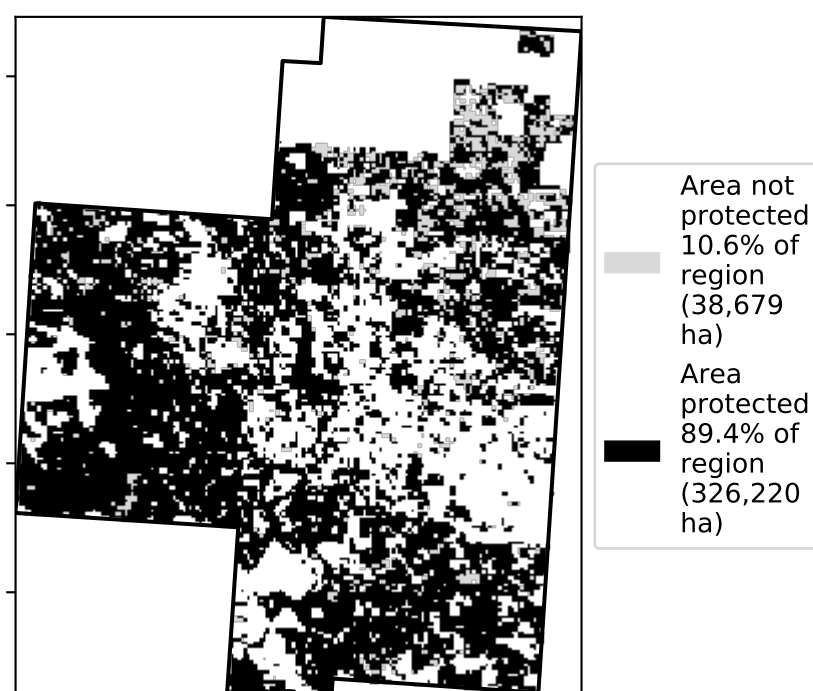 Area not
protected
10.6% of
region
(38,679
ha)
Area
protected
89.4% of
region
(326,220
ha)